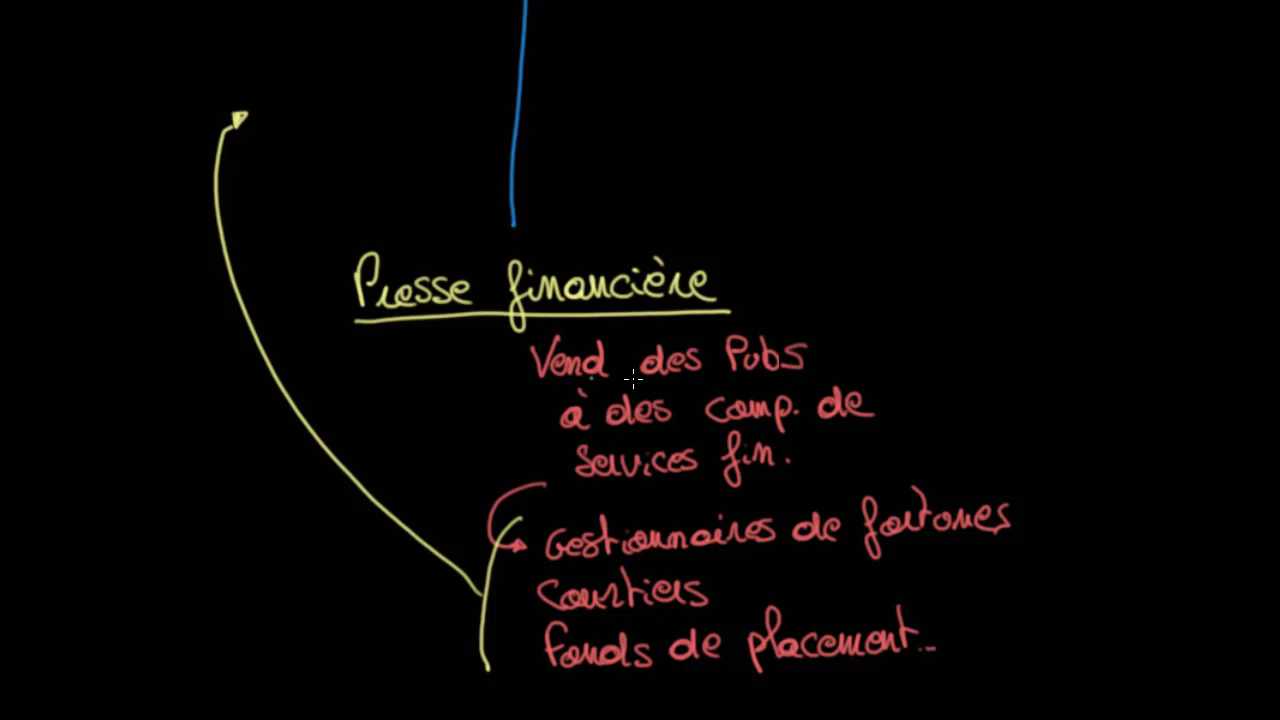 Presse financière
Vend des Pubs
à des comp. de
services fin.
Gestionnaires de fortunes
Courtiers
Fonds de placement...